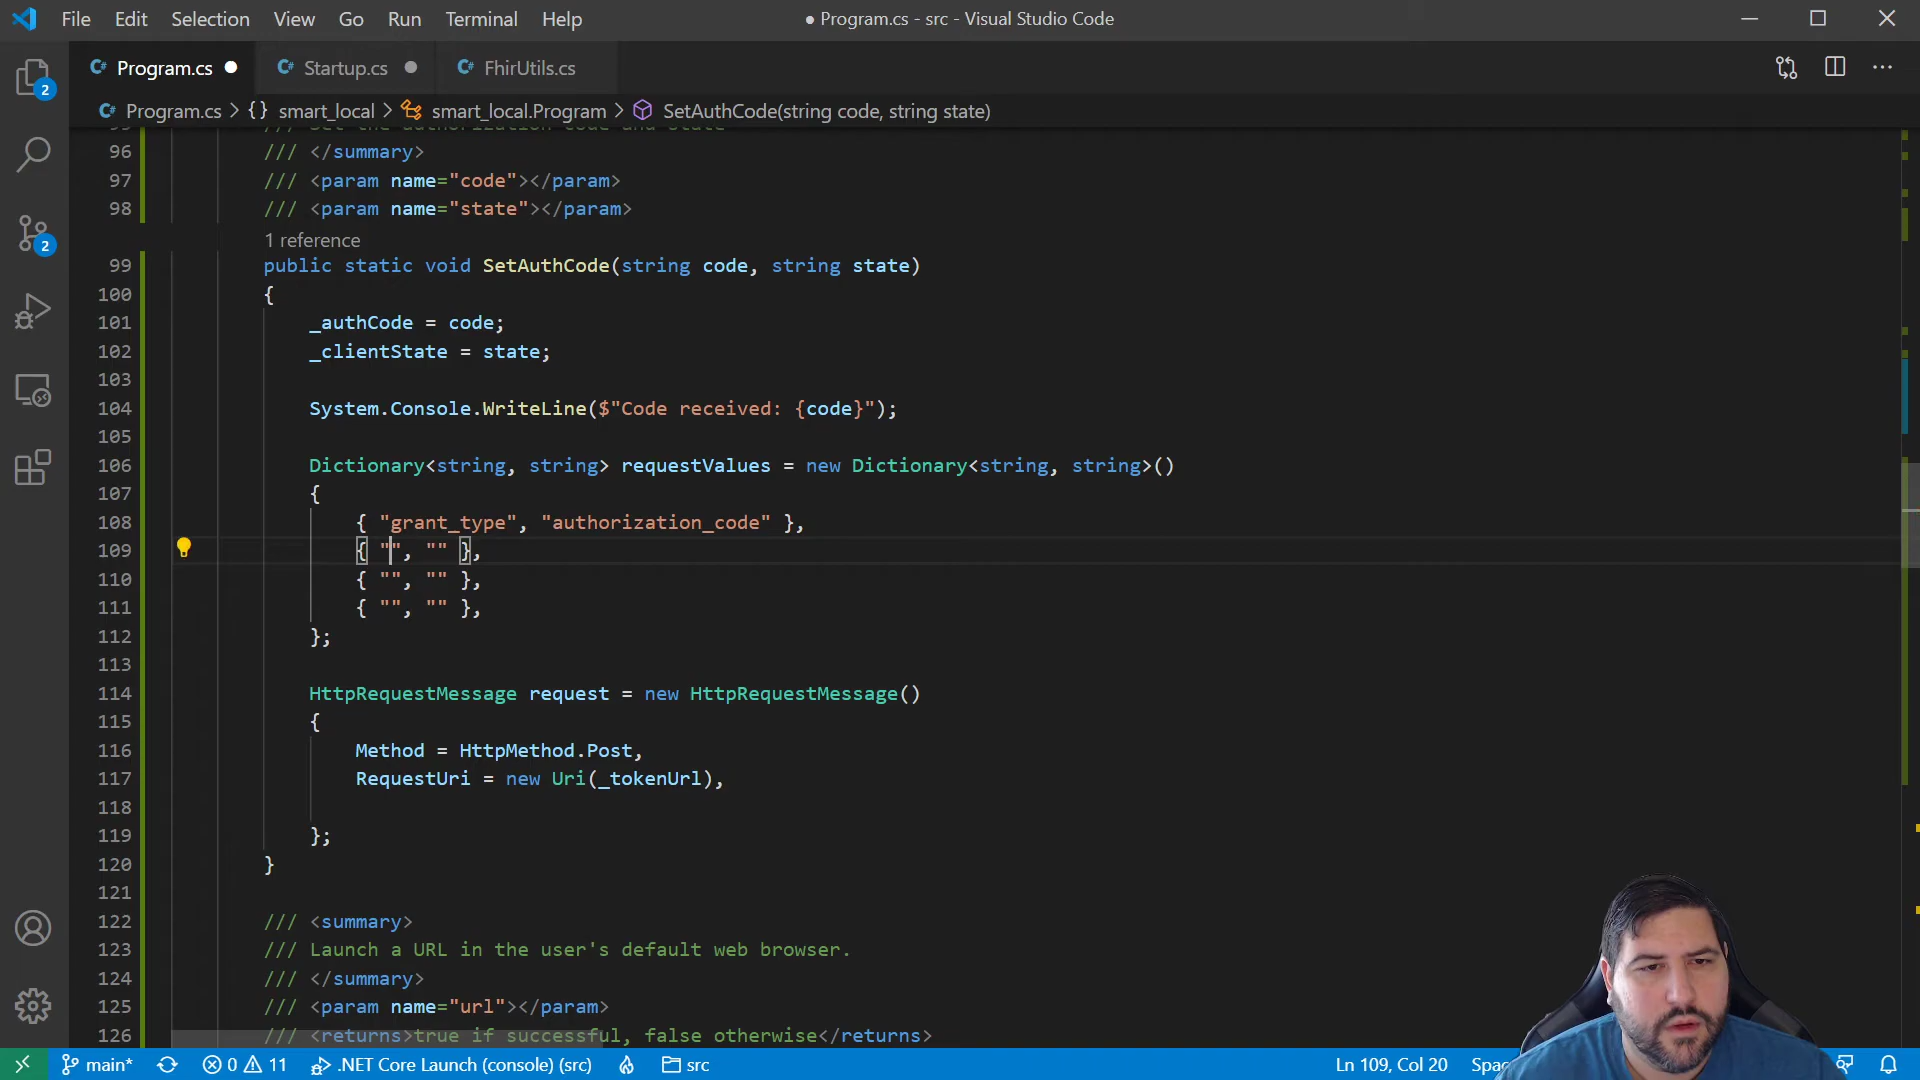 File Edit Selection View Go Run Terminal Help ● Program.cs - src - Visual Studio Code
C# Program.cs ● C# Startup.cs ● C# FhirUtils.cs
C# Program.cs > {} smart_local > smart_local.Program > SetAuthCode(string code, string state)
96 /// </summary>
97 /// <param name="code"></param>
98 /// <param name="state"></param>
1 reference
99 public static void SetAuthCode(string code, string state)
100 {
101 _authCode = code;
102 _clientState = state;
103
104 System.Console.WriteLine($"Code received: {code}");
105
106 Dictionary<string, string> requestValues = new Dictionary<string, string>()
107 {
108 { "grant_type", "authorization_code" },
109 { "", "" },
110 { "", "" },
111 { "", "" },
112 };
113
114 HttpRequestMessage request = new HttpRequestMessage()
115 {
116 Method = HttpMethod.Post,
117 RequestUri = new Uri(_tokenUrl),
118
119 };
120 }
121
122 /// <summary>
123 /// Launch a URL in the user's default web browser.
124 /// </summary>
125 /// <param name="url"></param>
126 /// <returns>true if successful, false otherwise</returns>
2
2
main* 0 11 .NET Core Launch (console) (src) src Ln 109, Col 20